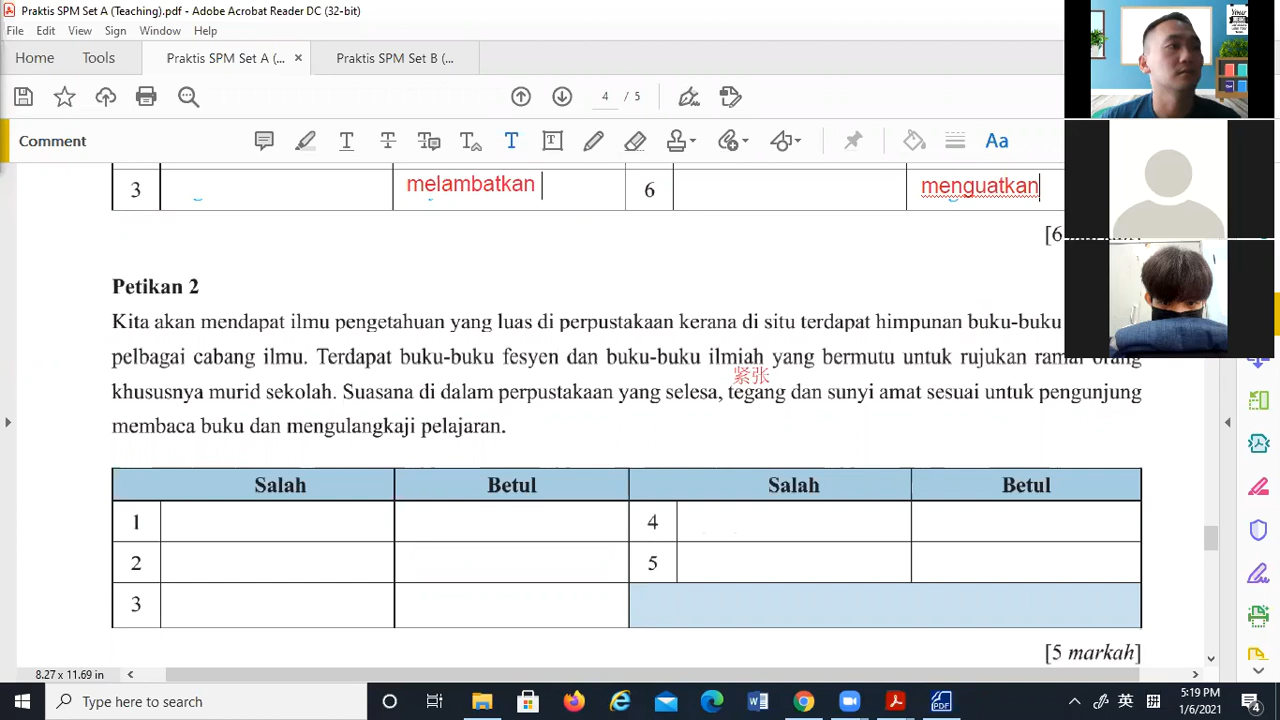 Praktis SPM Set A (Teaching).pdf - Adobe Acrobat Reader DC (32-bit)
File Edit View Sign Window Help
Home Tools Praktis SPM Set A (... × Praktis SPM Set B (...
4 / 5
Comment
Aa
3 melambatkan 6 menguatkan
[6
Petikan 2
Kita akan mendapat ilmu pengetahuan yang luas di perpustakaan kerana di situ terdapat himpunan buku-buku
pelbagai cabang ilmu. Terdapat buku-buku fesyen dan buku-buku ilmiah yang bermutu untuk rujukan ramai orang
紧张
khususnya murid sekolah. Suasana di dalam perpustakaan yang selesa, tegang dan sunyi amat sesuai untuk pengunjung
membaca buku dan mengulangkaji pelajaran.
Salah Betul Salah Betul
1 4
2 5
3
[5 markah]
8.27 x 11.69 in
Type here to search
英 拼
5:19 PM
1/6/2021
4